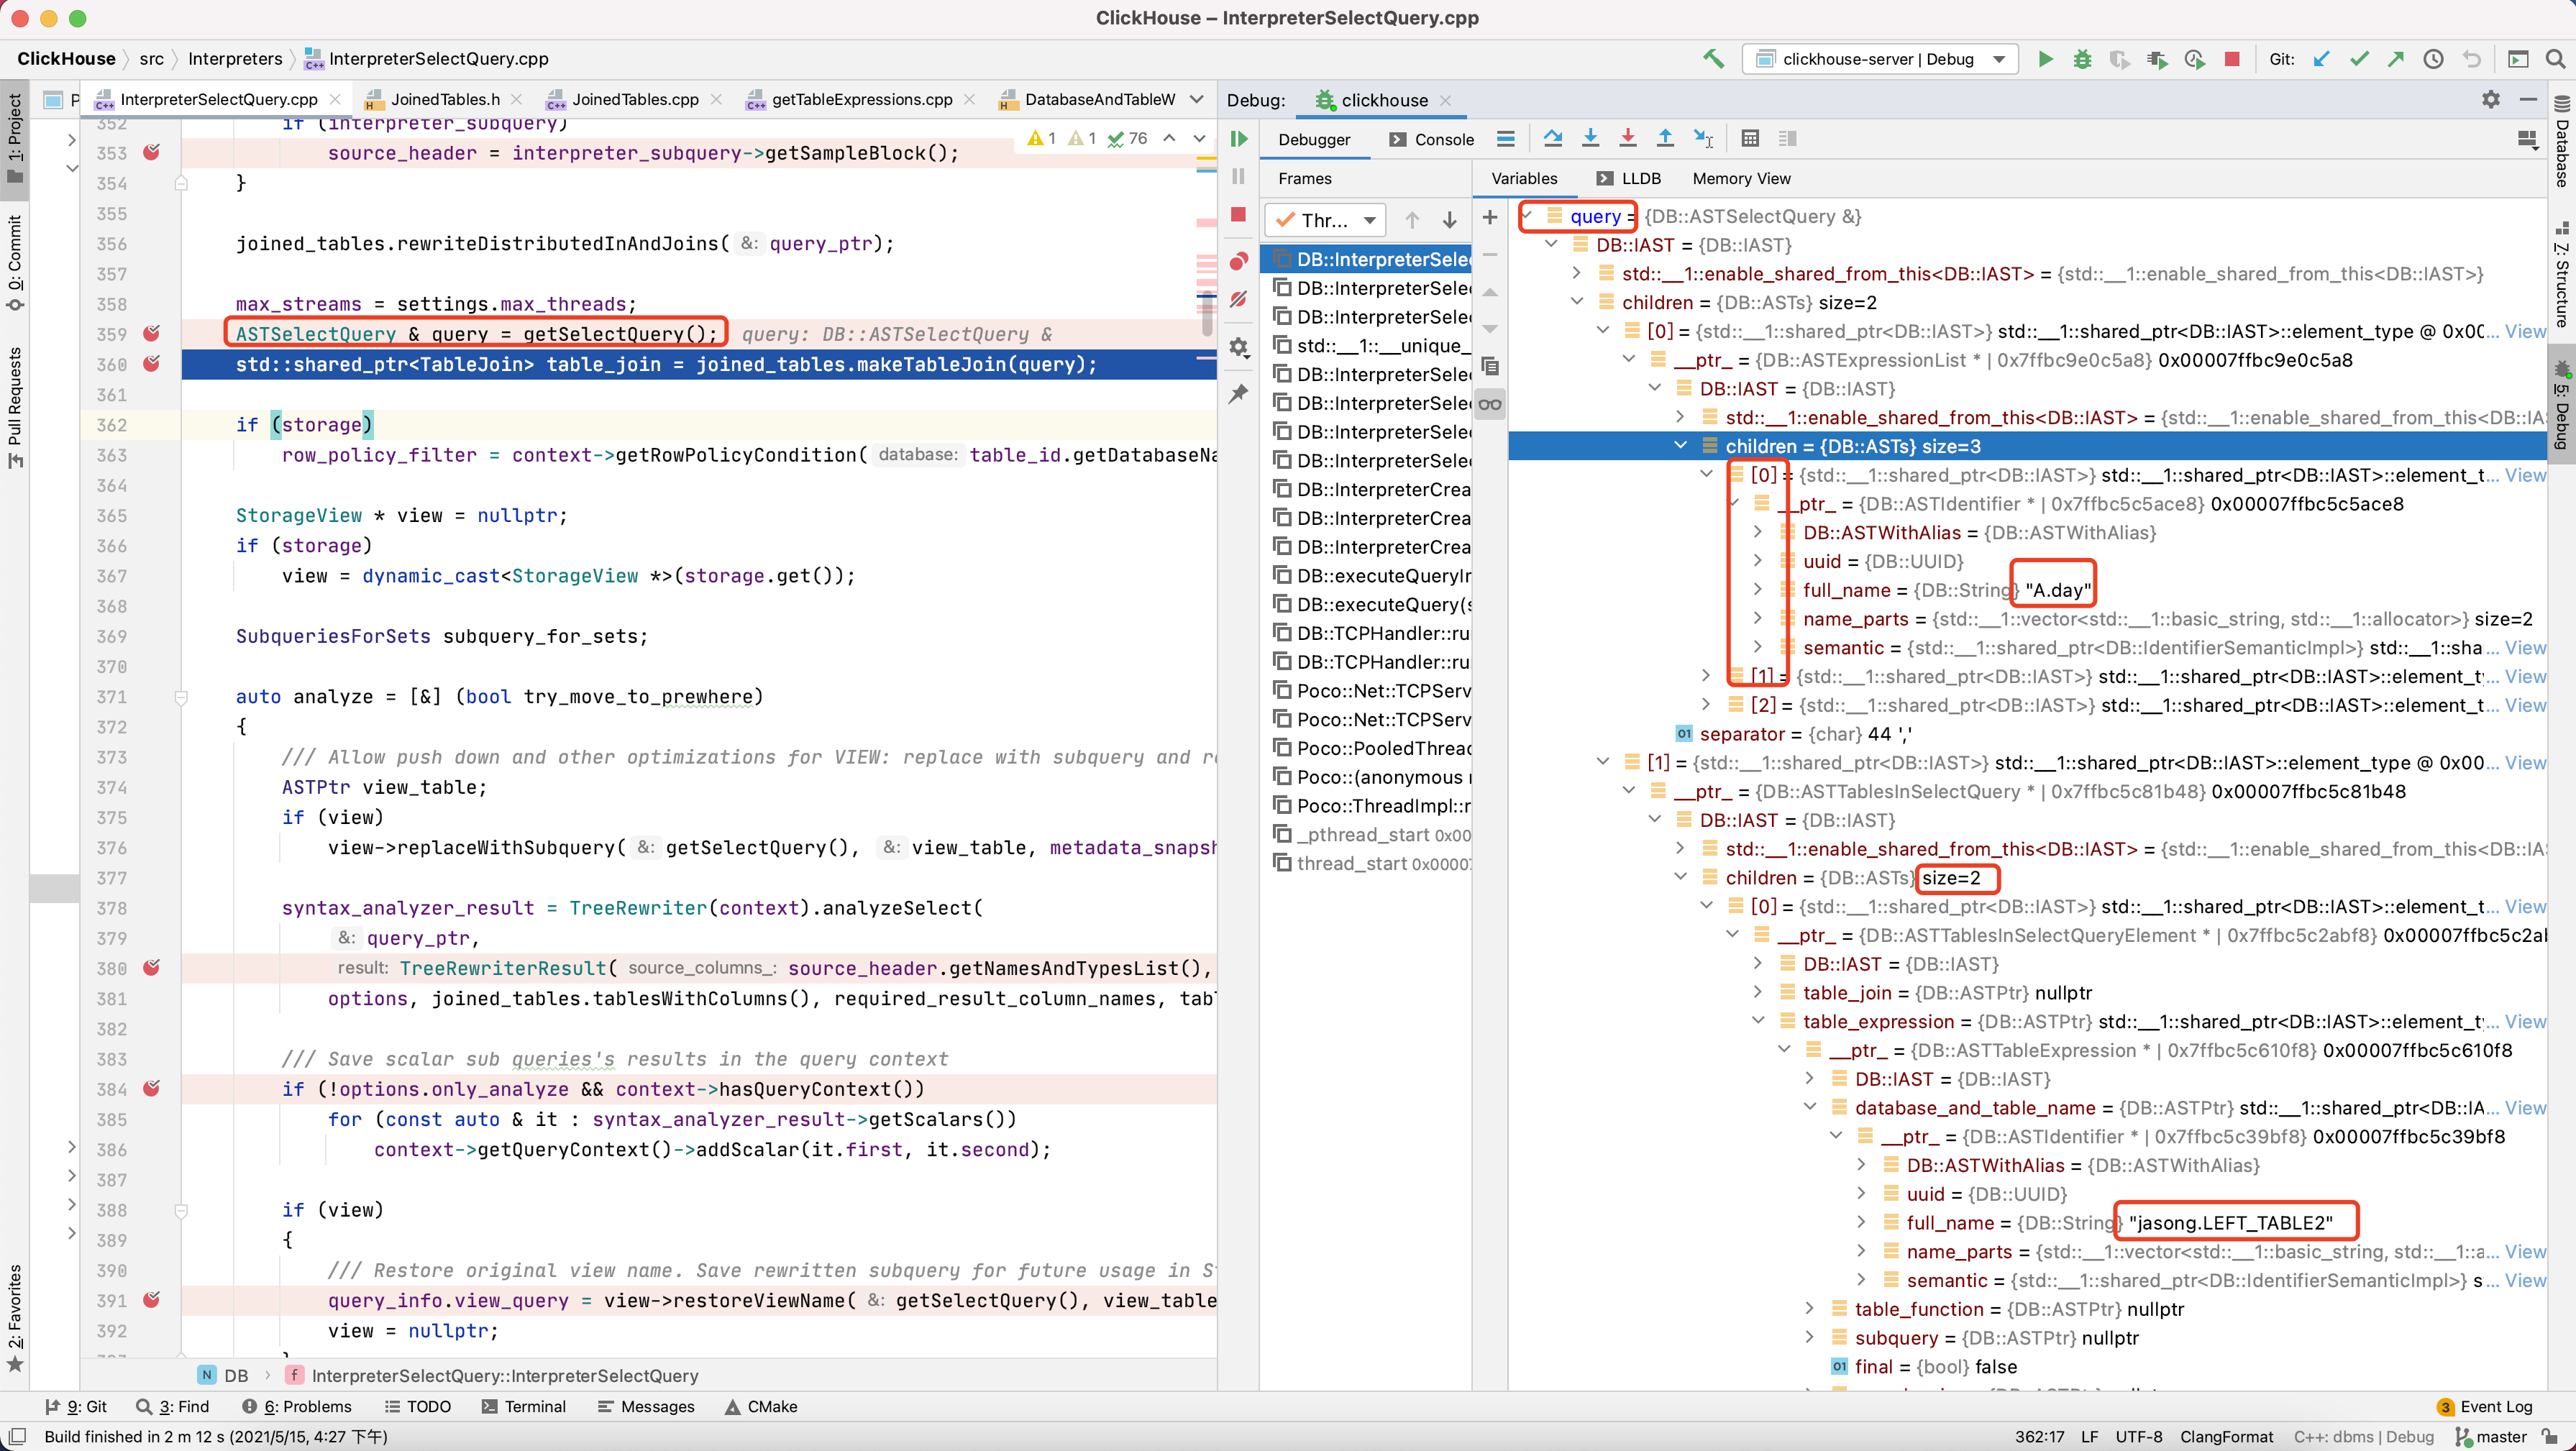 ClickHouse – InterpreterSelectQuery.cpp
ClickHouse src Interpreters InterpreterSelectQuery.cpp
clickhouse-server | Debug
Git:
InterpreterSelectQuery.cpp JoinedTables.h JoinedTables.cpp getTableExpressions.cpp DatabaseAndTableW
1: Project
0: Commit
Pull Requests
2: Favorites
1 1 76
352 if (interpreter_subquery)
353 source_header = interpreter_subquery->getSampleBlock();
354 }
355
356 joined_tables.rewriteDistributedInAndJoins( &: query_ptr);
357
358 max_streams = settings.max_threads;
359 ASTSelectQuery & query = getSelectQuery(); query: DB::ASTSelectQuery &
360 std::shared_ptr<TableJoin> table_join = joined_tables.makeTableJoin(query);
361
362 if (storage)
363 row_policy_filter = context->getRowPolicyCondition( database: table_id.getDatabaseNa
364
365 StorageView * view = nullptr;
366 if (storage)
367 view = dynamic_cast<StorageView *>(storage.get());
368
369 SubqueriesForSets subquery_for_sets;
370
371 auto analyze = [&] (bool try_move_to_prewhere)
372 {
373 /// Allow push down and other optimizations for VIEW: replace with subquery and r
374 ASTPtr view_table;
375 if (view)
376 view->replaceWithSubquery( &: getSelectQuery(), &: view_table, metadata_snapsh
377
378 syntax_analyzer_result = TreeRewriter(context).analyzeSelect(
379 &: query_ptr,
380 result: TreeRewriterResult( source_columns_: source_header.getNamesAndTypesList(),
381 options, joined_tables.tablesWithColumns(), required_result_column_names, tab
382
383 /// Save scalar sub queries's results in the query context
384 if (!options.only_analyze && context->hasQueryContext())
385 for (const auto & it : syntax_analyzer_result->getScalars())
386 context->getQueryContext()->addScalar(it.first, it.second);
387
388 if (view)
389 {
390 /// Restore original view name. Save rewritten subquery for future usage in S
391 query_info.view_query = view->restoreViewName( &: getSelectQuery(), view_table
392 view = nullptr;
DB InterpreterSelectQuery::InterpreterSelectQuery
Debug: clickhouse
Debugger Console
Frames
Thr...
DB::InterpreterSele
DB::InterpreterSele
DB::InterpreterSele
std::__1::__unique_
DB::InterpreterSele
DB::InterpreterSele
DB::InterpreterSele
DB::InterpreterSele
DB::InterpreterCrea
DB::InterpreterCrea
DB::InterpreterCrea
DB::executeQueryIr
DB::executeQuery(s
DB::TCPHandler::ru
DB::TCPHandler::ru
Poco::Net::TCPServ
Poco::Net::TCPServ
Poco::PooledThread
Poco::(anonymous n
Poco::ThreadImpl::r
_pthread_start 0x00
thread_start 0x0000
Variables LLDB Memory View
query = {DB::ASTSelectQuery &}
DB::IAST = {DB::IAST}
std::__1::enable_shared_from_this<DB::IAST> = {std::__1::enable_shared_from_this<DB::IAST>}
children = {DB::ASTs} size=2
[0] = {std::__1::shared_ptr<DB::IAST>} std::__1::shared_ptr<DB::IAST>::element_type @ 0x00... View
__ptr_ = {DB::ASTExpressionList * | 0x7ffbc9e0c5a8} 0x00007ffbc9e0c5a8
DB::IAST = {DB::IAST}
std::__1::enable_shared_from_this<DB::IAST> = {std::__1::enable_shared_from_this<DB::IA
children = {DB::ASTs} size=3
[0] = {std::__1::shared_ptr<DB::IAST>} std::__1::shared_ptr<DB::IAST>::element_t... View
__ptr_ = {DB::ASTIdentifier * | 0x7ffbc5c5ace8} 0x00007ffbc5c5ace8
DB::ASTWithAlias = {DB::ASTWithAlias}
uuid = {DB::UUID}
full_name = {DB::String} "A.day"
name_parts = {std::__1::vector<std::__1::basic_string, std::__1::allocator>} size=2
semantic = {std::__1::shared_ptr<DB::IdentifierSemanticImpl>} std::__1::sha... View
[1] = {std::__1::shared_ptr<DB::IAST>} std::__1::shared_ptr<DB::IAST>::element_ty... View
[2] = {std::__1::shared_ptr<DB::IAST>} std::__1::shared_ptr<DB::IAST>::element_t... View
separator = {char} 44 ','
[1] = {std::__1::shared_ptr<DB::IAST>} std::__1::shared_ptr<DB::IAST>::element_type @ 0x00... View
__ptr_ = {DB::ASTTablesInSelectQuery * | 0x7ffbc5c81b48} 0x00007ffbc5c81b48
DB::IAST = {DB::IAST}
std::__1::enable_shared_from_this<DB::IAST> = {std::__1::enable_shared_from_this<DB::IA
children = {DB::ASTs} size=2
[0] = {std::__1::shared_ptr<DB::IAST>} std::__1::shared_ptr<DB::IAST>::element_t... View
__ptr_ = {DB::ASTTablesInSelectQueryElement * | 0x7ffbc5c2abf8} 0x00007ffbc5c2abf
DB::IAST = {DB::IAST}
table_join = {DB::ASTPtr} nullptr
table_expression = {DB::ASTPtr} std::__1::shared_ptr<DB::IAST>::element_ty... View
__ptr_ = {DB::ASTTableExpression * | 0x7ffbc5c610f8} 0x00007ffbc5c610f8
DB::IAST = {DB::IAST}
database_and_table_name = {DB::ASTPtr} std::__1::shared_ptr<DB::IA... View
__ptr_ = {DB::ASTIdentifier * | 0x7ffbc5c39bf8} 0x00007ffbc5c39bf8
DB::ASTWithAlias = {DB::ASTWithAlias}
uuid = {DB::UUID}
full_name = {DB::String} "jasong.LEFT_TABLE2"
name_parts = {std::__1::vector<std::__1::basic_string, std::__1::a... View
semantic = {std::__1::shared_ptr<DB::IdentifierSemanticImpl>} s... View
table_function = {DB::ASTPtr} nullptr
subquery = {DB::ASTPtr} nullptr
final = {bool} false
Database
Z: Structure
5: Debug
9: Git 3: Find 6: Problems TODO Terminal Messages CMake
3 Event Log
Build finished in 2 m 12 s (2021/5/15, 4:27 下午)
362:17 LF UTF-8 ClangFormat C++: dbms | Debug master